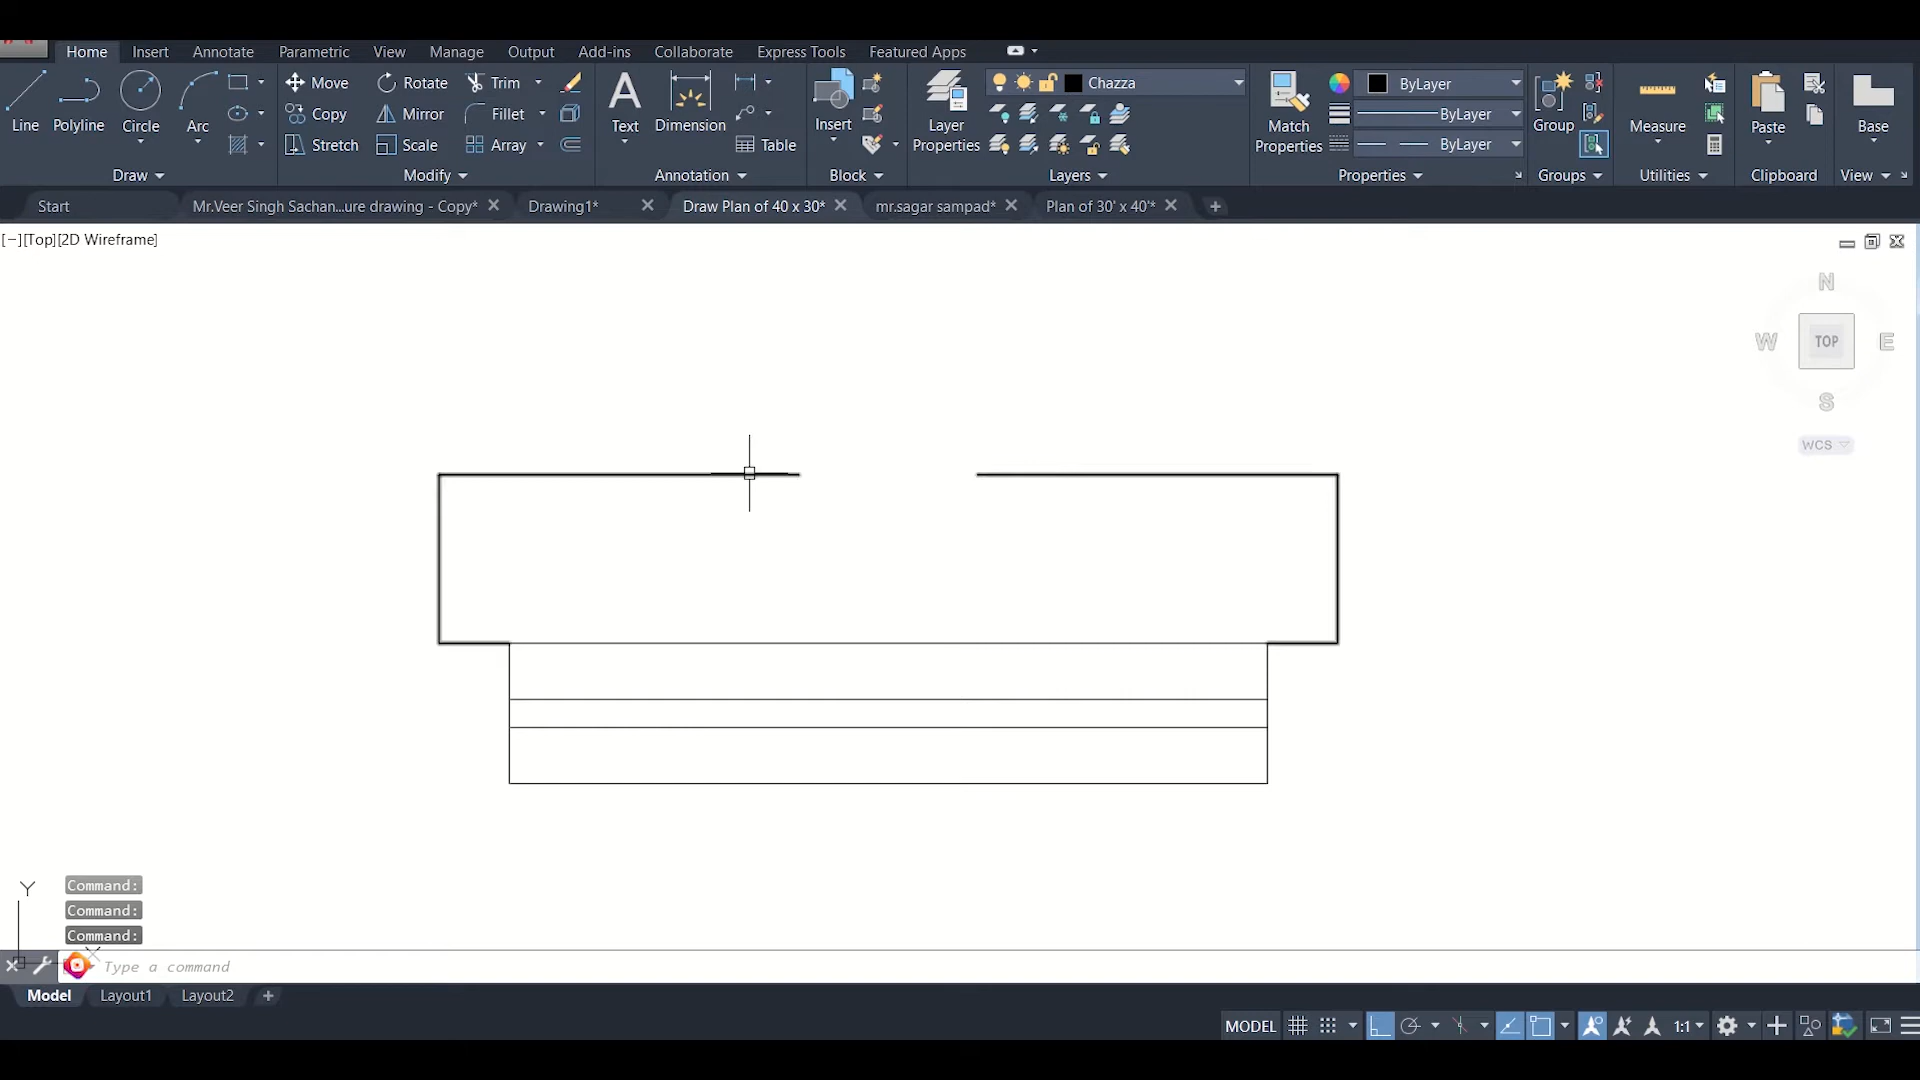 Home Insert Annotate Parametric View Manage Output Add-ins Collaborate Express Tools Featured Apps
Move Rotate Trim Chazza ByLayer
Copy Mirror Fillet ByLayer
Line Polyline Circle Arc Text Dimension Insert Layer Properties Match Properties Group Measure Paste Base
Stretch Scale Array Table ByLayer
Draw Modify Annotation Block Layers Properties Groups Utilities Clipboard View
Start Mr.Veer Singh Sachan...ure drawing - Copy* Drawing1* Draw Plan of 40 x 30* mr.sagar sampad* Plan of 30' x 40'*
[−][Top][2D Wireframe]
N
W TOP E
S
WCS
Y
Command:
Command:
Command:
X
Type a command
Model Layout1 Layout2
MODEL 1:1